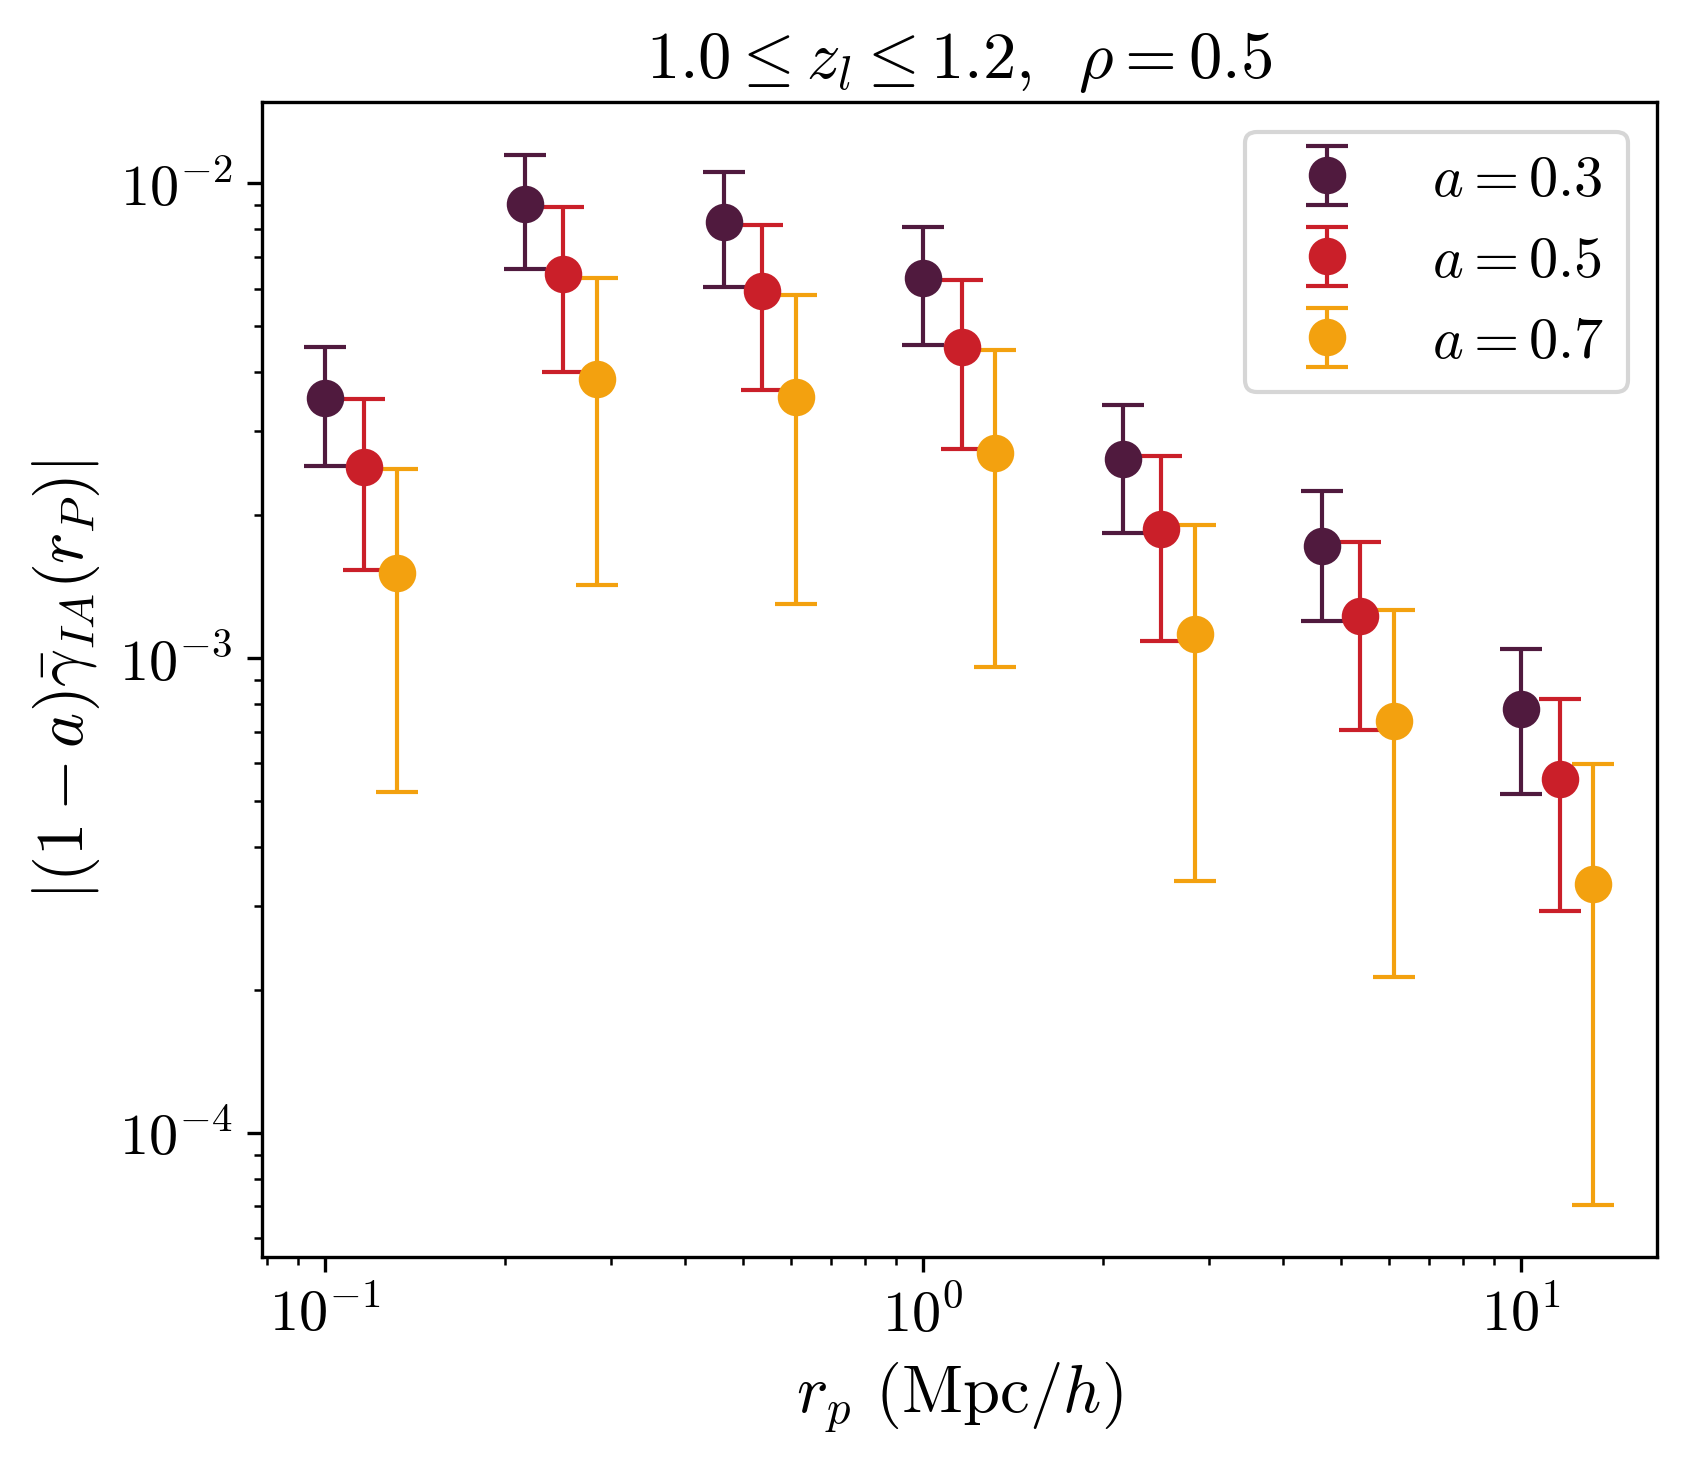 1.0 ≤ z_l ≤ 1.2, ρ = 0.5
|(1 − a)γ̄_{IA}(r_P)|
10^{−2}
10^{−3}
10^{−4}
a = 0.3
a = 0.5
a = 0.7
10^{−1} 10^{0} 10^{1}
r_p (Mpc/h)